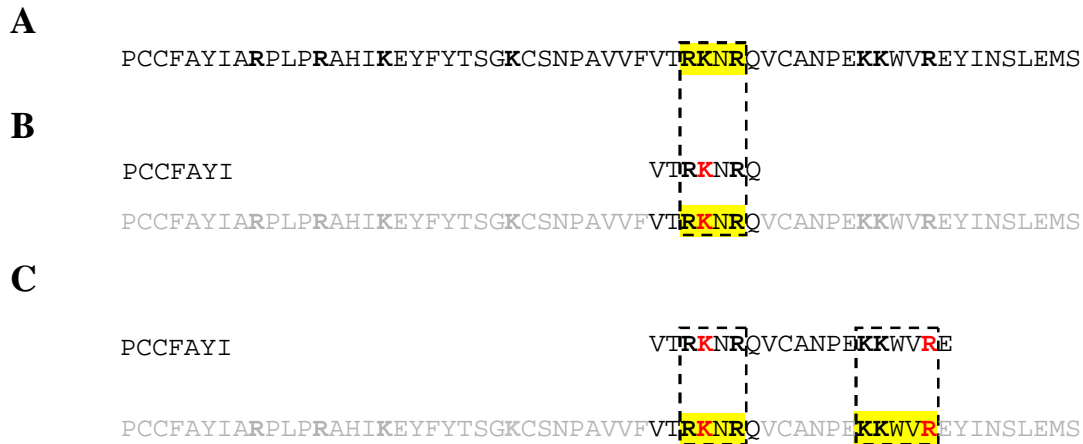 A
PCCFAYIARPLPRAHIKEYFYTSGKCSNPAVVFVTRKNRQVCANPEKKWVREYINSLEMS
B
PCCFAYI VTRKNRQ
PCCFAYIARPLPRAHIKEYFYTSGKCSNPAVVFVTRKNRQVCANPEKKWVREYINSLEMS
C
PCCFAYI VTRKNRQVCANPEKKWVRE
PCCFAYIARPLPRAHIKEYFYTSGKCSNPAVVFVTRKNRQVCANPEKKWVREYINSLEMS